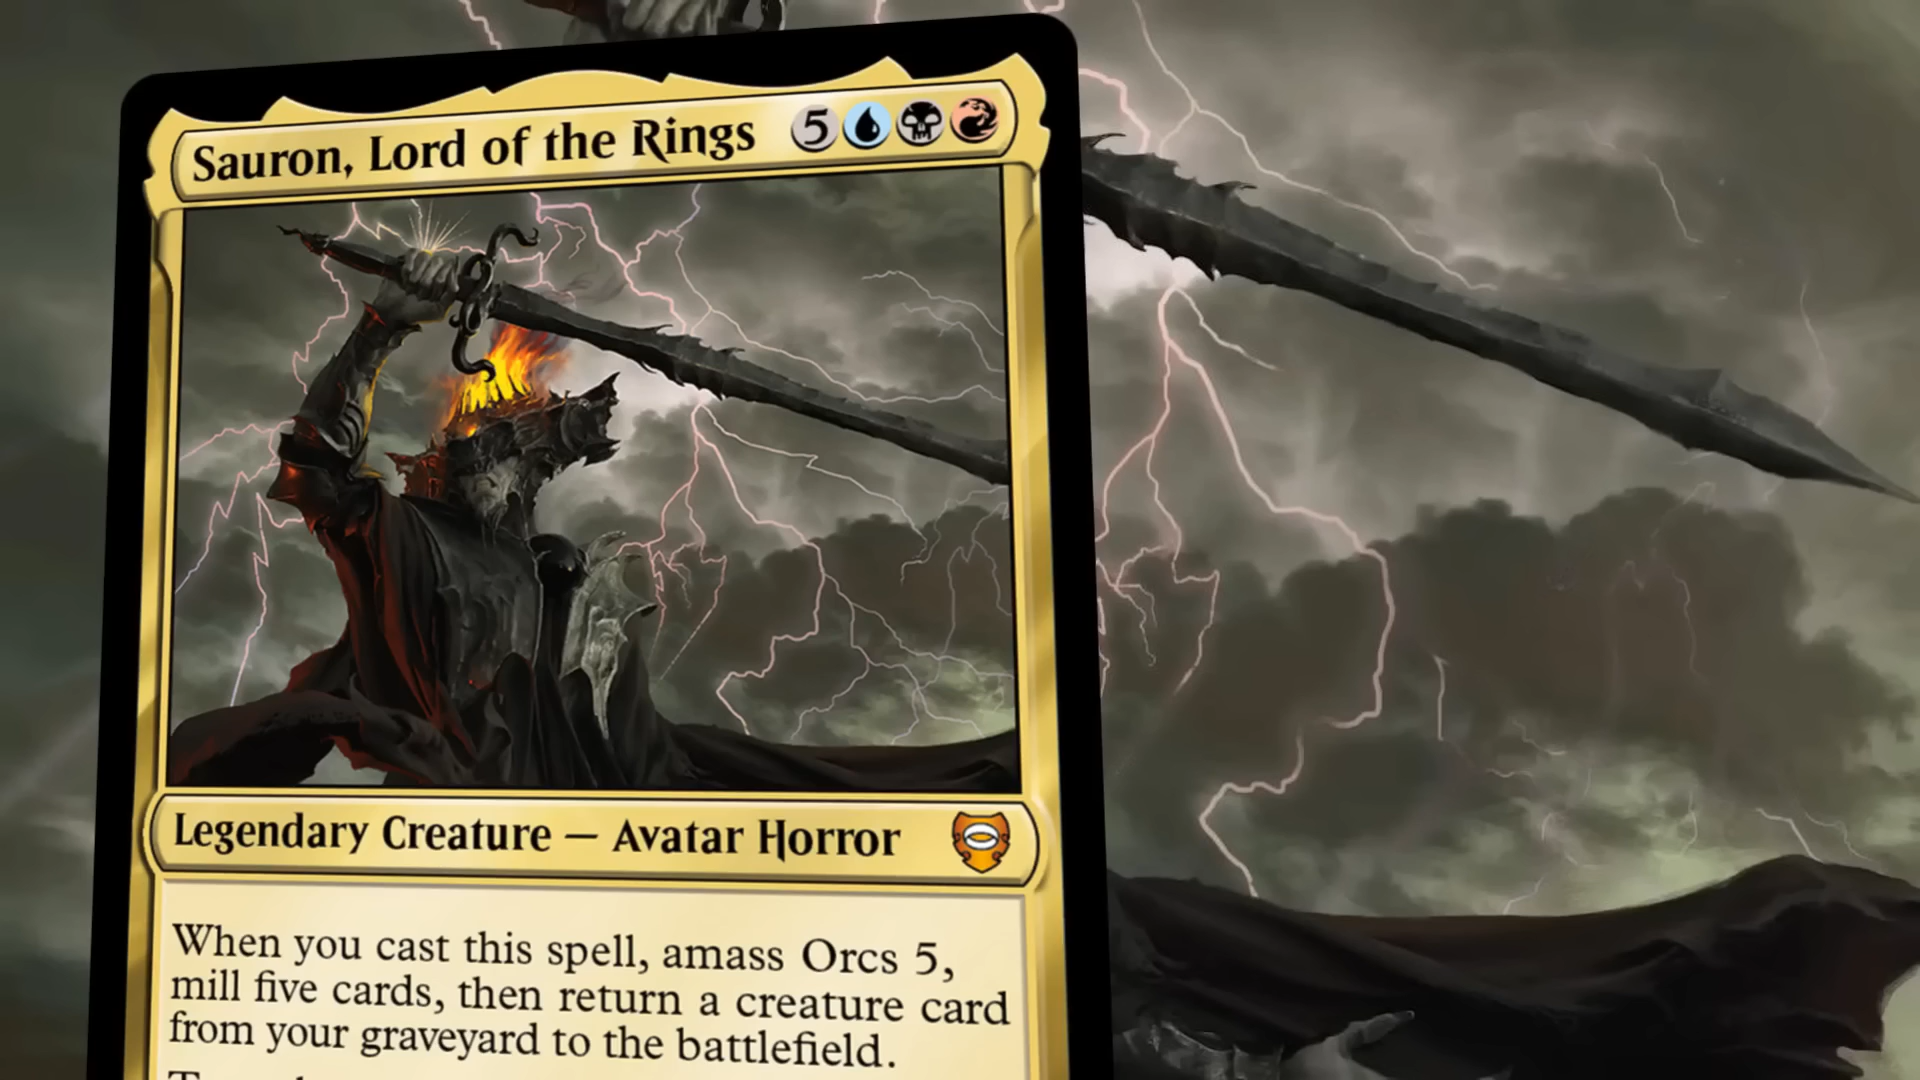 Sauron, Lord of the Rings 5
Legendary Creature — Avatar Horror
When you cast this spell, amass Orcs 5,
mill five cards, then return a creature card
from your graveyard to the battlefield.